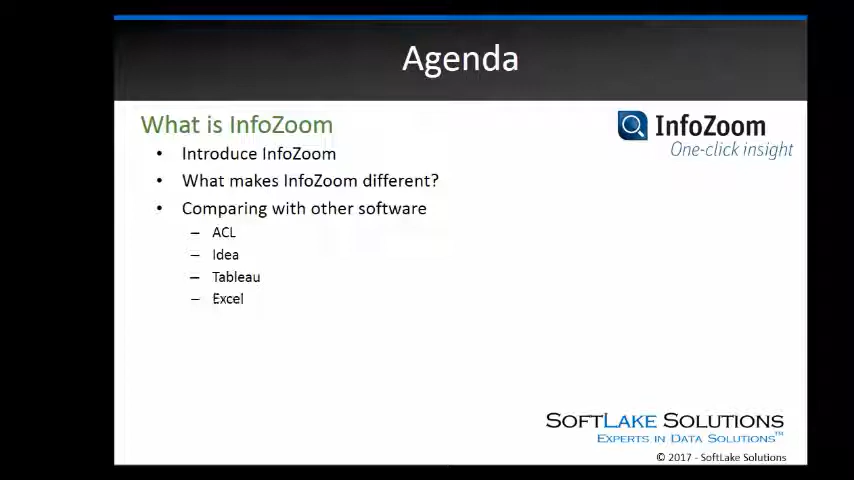 Agenda
What is InfoZoom
• Introduce InfoZoom
• What makes InfoZoom different?
• Comparing with other software
– ACL
– Idea
– Tableau
– Excel
InfoZoom
One-click insight
SOFTLAKE SOLUTIONS
EXPERTS IN DATA SOLUTIONS™
© 2017 - SoftLake Solutions